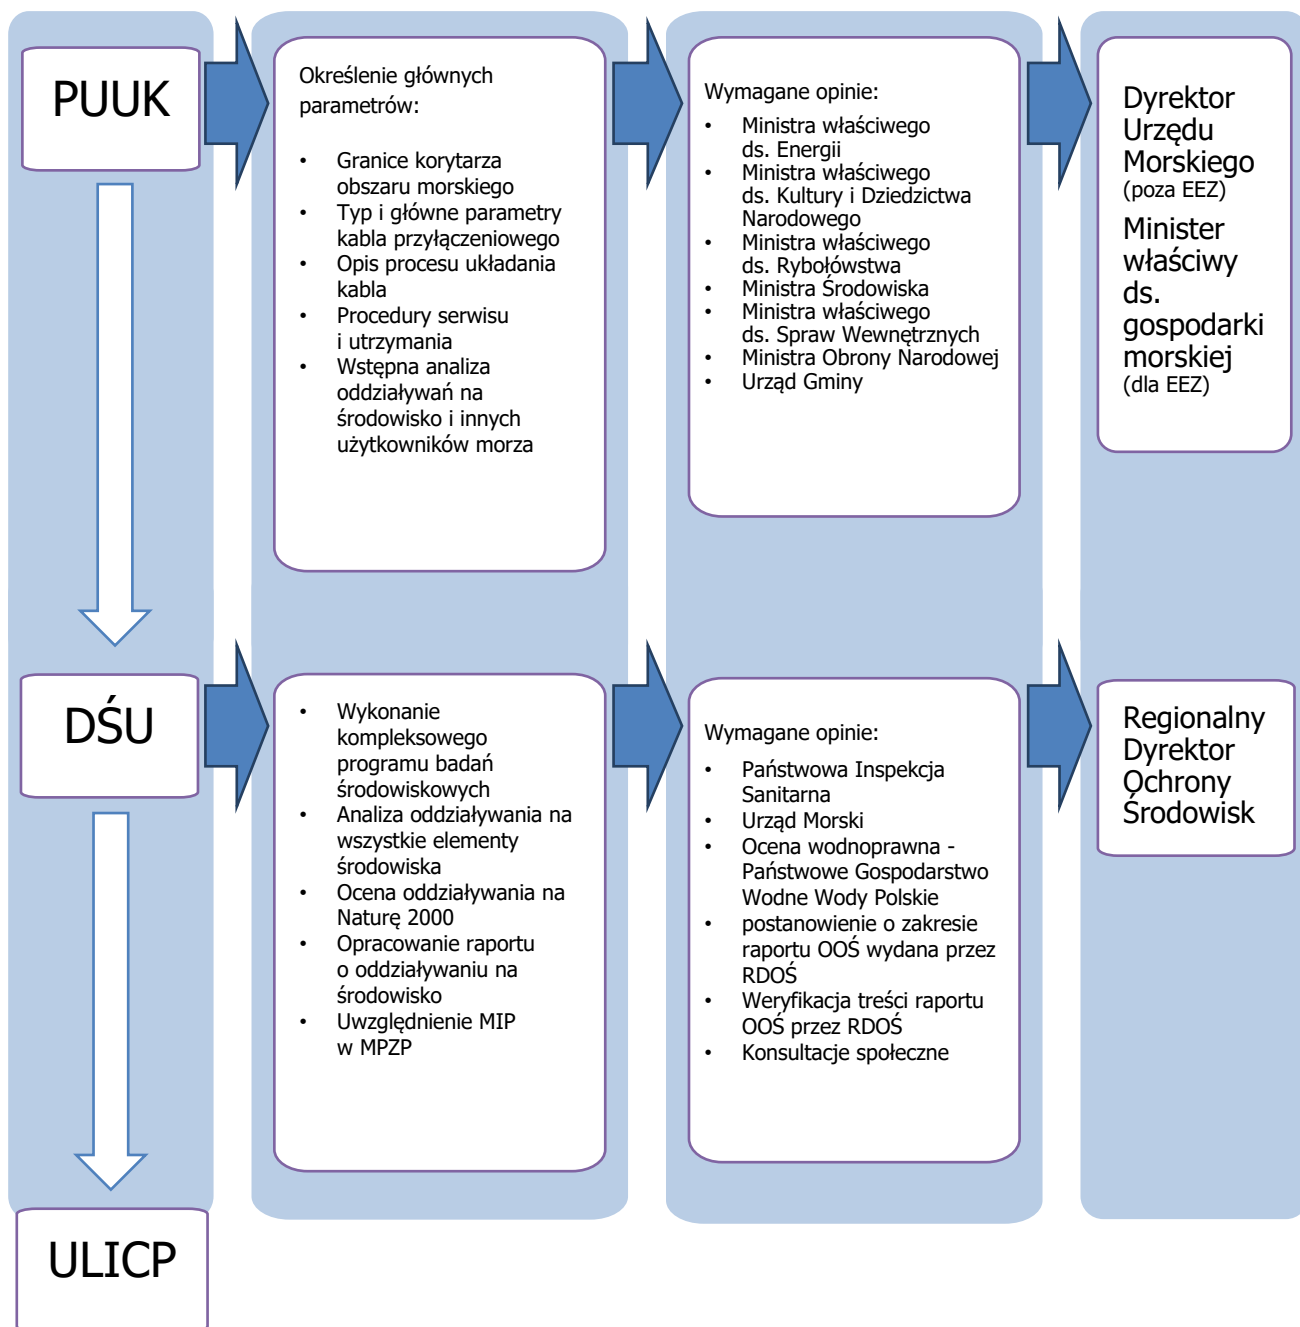 PUUK
Określenie głównych
parametrów:
• Granice korytarza
obszaru morskiego
• Typ i główne parametry
kabla przyłączeniowego
• Opis procesu układania
kabla
• Procedury serwisu
i utrzymania
• Wstępna analiza
oddziaływań na
środowisko i innych
użytkowników morza
Wymagane opinie:
• Ministra właściwego
ds. Energii
• Ministra właściwego
ds. Kultury i Dziedzictwa
Narodowego
• Ministra właściwego
ds. Rybołówstwa
• Ministra Środowiska
• Ministra właściwego
ds. Spraw Wewnętrznych
• Ministra Obrony Narodowej
• Urząd Gminy
Dyrektor
Urzędu
Morskiego
(poza EEZ)
Minister
właściwy
ds.
gospodarki
morskiej
(dla EEZ)
DŚU
• Wykonanie
kompleksowego
programu badań
środowiskowych
• Analiza oddziaływania na
wszystkie elementy
środowiska
• Ocena oddziaływania na
Naturę 2000
• Opracowanie raportu
o oddziaływaniu na
środowisko
• Uwzględnienie MIP
w MPZP
Wymagane opinie:
• Państwowa Inspekcja
Sanitarna
• Urząd Morski
• Ocena wodnoprawna -
Państwowe Gospodarstwo
Wodne Wody Polskie
• postanowienie o zakresie
raportu OOŚ wydana przez
RDOŚ
• Weryfikacja treści raportu
OOŚ przez RDOŚ
• Konsultacje społeczne
Regionalny
Dyrektor
Ochrony
Środowisk
ULICP